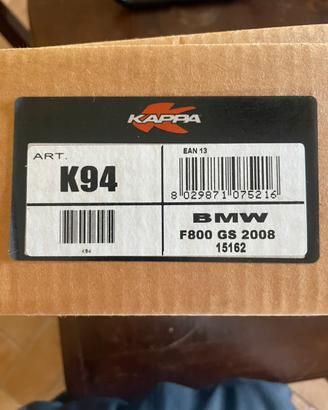 KAPPA
ART.
K94
K94
EAN 13
8 029871 075216
BMW
F800 GS 2008
15162